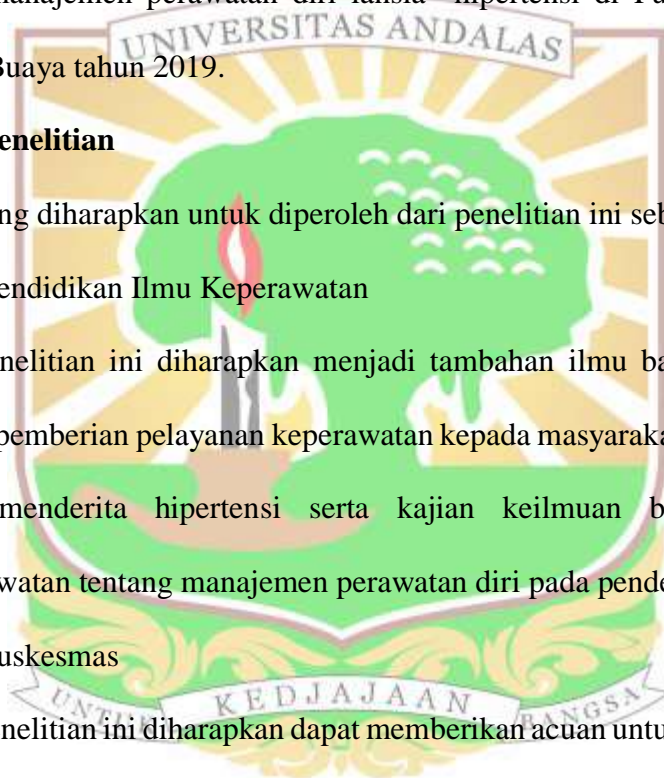 manajemen perawatan diri lansia hipertensi di
UNIVERSITAS ANDALAS
Buaya tahun 2019.
enelitian
ng diharapkan untuk diperoleh dari penelitian ini seb
endidikan Ilmu Keperawatan
nelitian ini diharapkan menjadi tambahan ilmu ba
pemberian pelayanan keperawatan kepada masyaraka
menderita hipertensi serta kajian keilmuan b
watan tentang manajemen perawatan diri pada pende
uskesmas
UNTUK KEDJAJAAN BANGSA
nelitian ini diharapkan dapat memberikan acuan untu